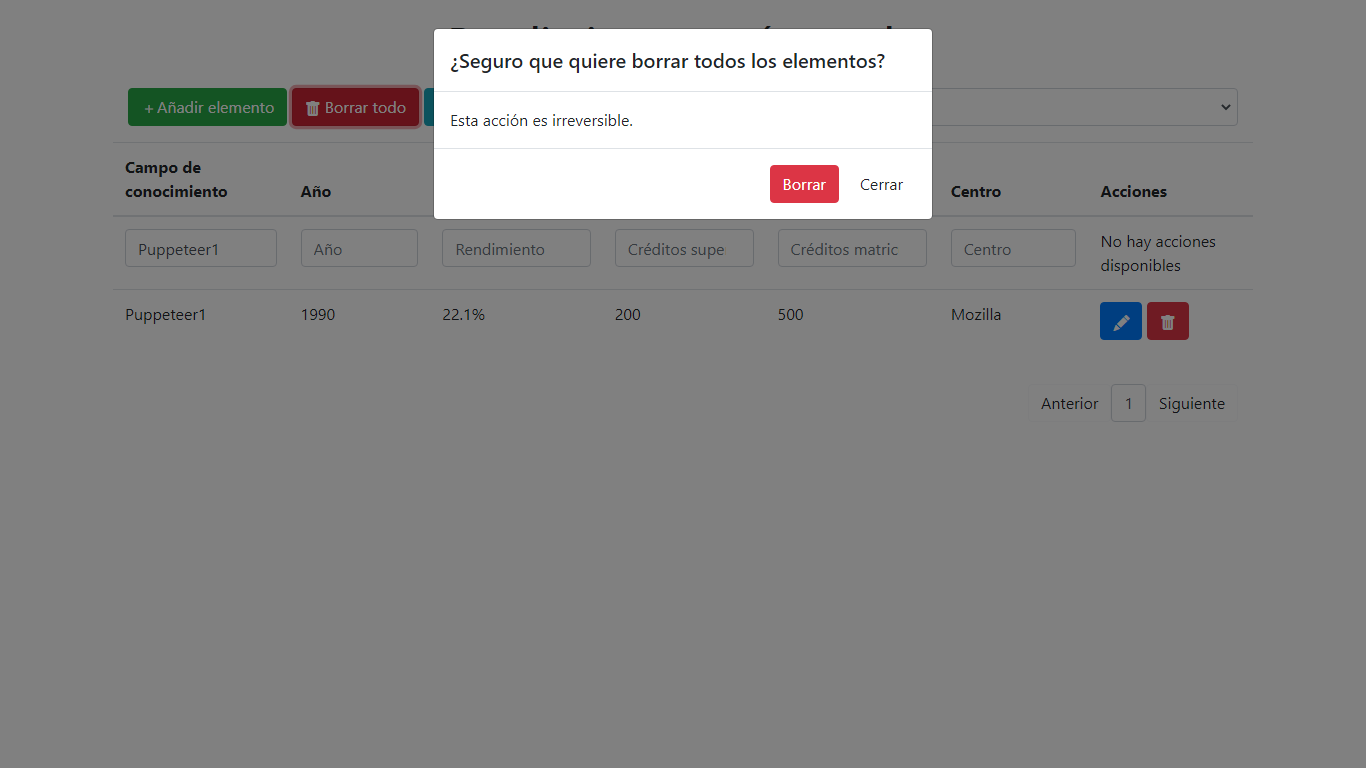 ¿Seguro que quiere borrar todos los elementos?
+ Añadir elemento
Borrar todo
Esta acción es irreversible.
Borrar
Cerrar
Campo de
conocimiento
Año
Centro
Acciones
Puppeteer1
Año
Rendimiento
Créditos supe
Créditos matric
Centro
No hay acciones
disponibles
Puppeteer1
1990
22.1%
200
500
Mozilla
Anterior
1
Siguiente